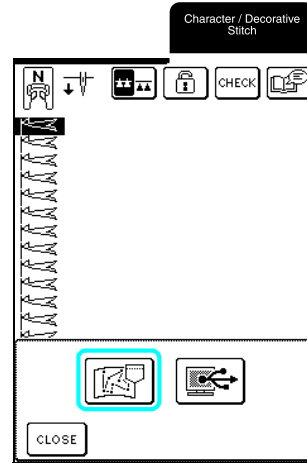 Character / Decorative
Stitch
N
CHECK
CLOSE